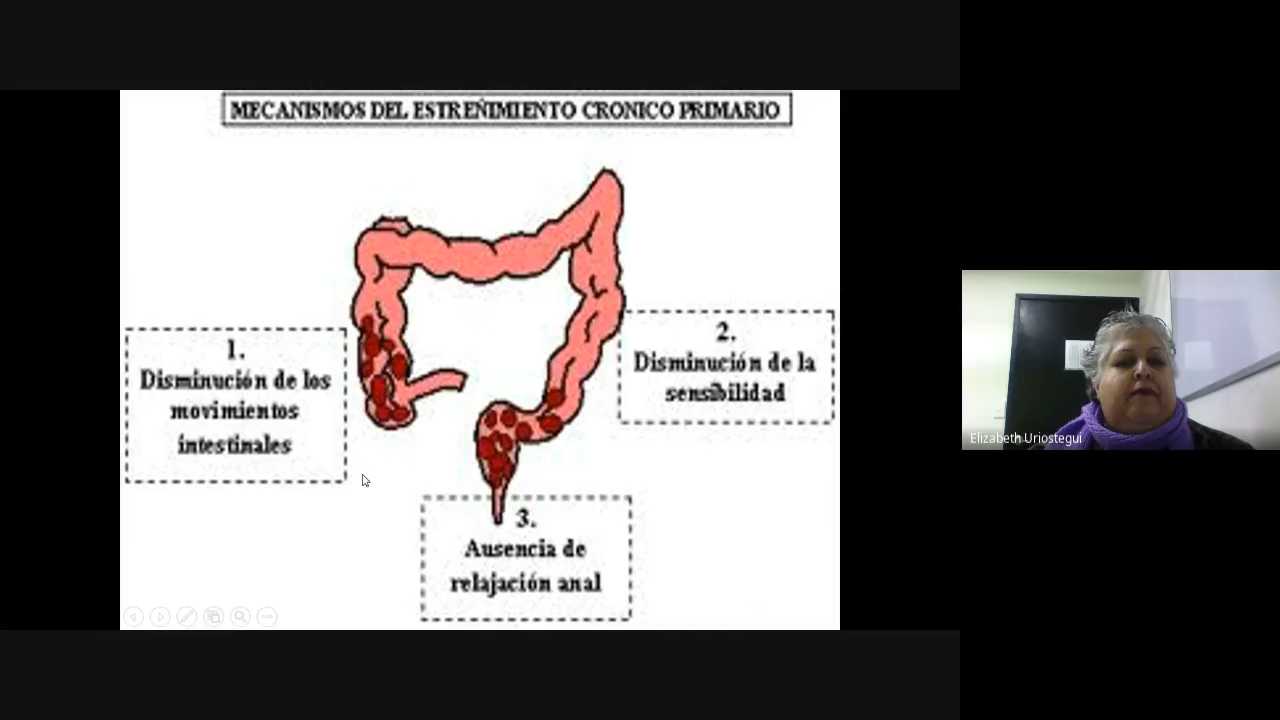 MECANISMOS DEL ESTREÑIMIENTO CRONICO PRIMARIO
1.
Disminución de los
movimientos
intestinales
2.
Disminución de la
sensibilidad
3.
Ausencia de
relajación anal
Elizabeth Uriostegui